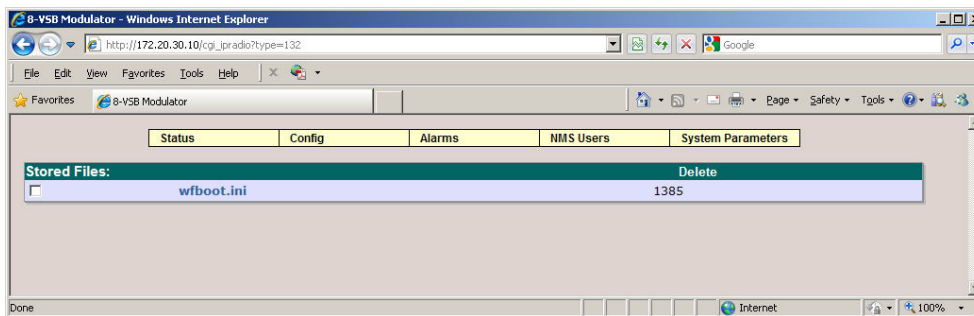 8-VSB Modulator - Windows Internet Explorer
http://172.20.30.10/cgi_ipradio?type=132
Google
File Edit View Favorites Tools Help
Favorites 8-VSB Modulator Page Safety Tools
Status Config Alarms NMS Users System Parameters
Stored Files: Delete
wfboot.ini 1385
Done Internet 100%